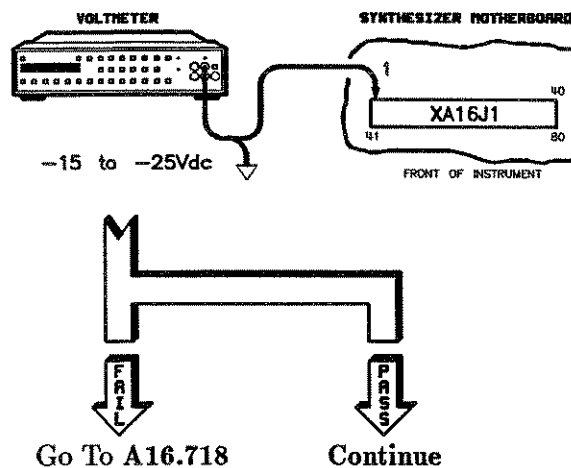 VOLTMETER
SYNTHESIZER MOTHERBOARD
1
40
XA16J1
41
80
-15 to -25Vdc
FRONT OF INSTRUMENT
FAIL
PASS
Go To A16.718
Continue